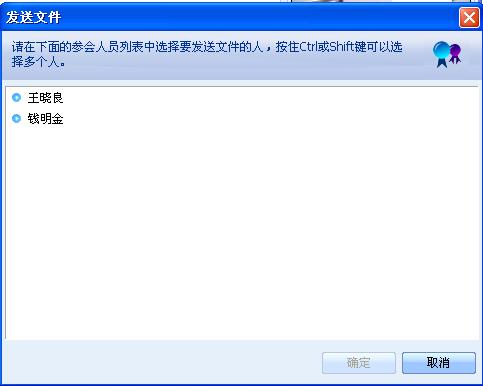 发送文件
请在下面的参会人员列表中选择要发送文件的人，按住Ctrl或Shift键可以选
择多个人。
王晓良
钱明金
确定
取消